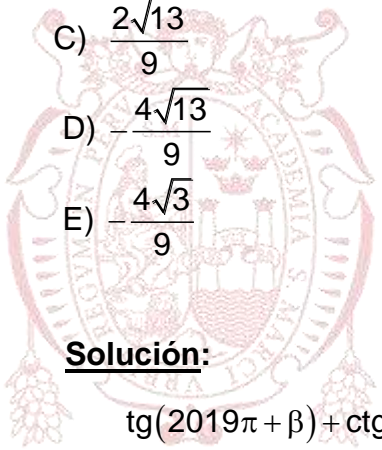 C) 2√13/9
D) −4√13/9
E) −4√3/9
Solución:
tg(2019π + β) + ctg